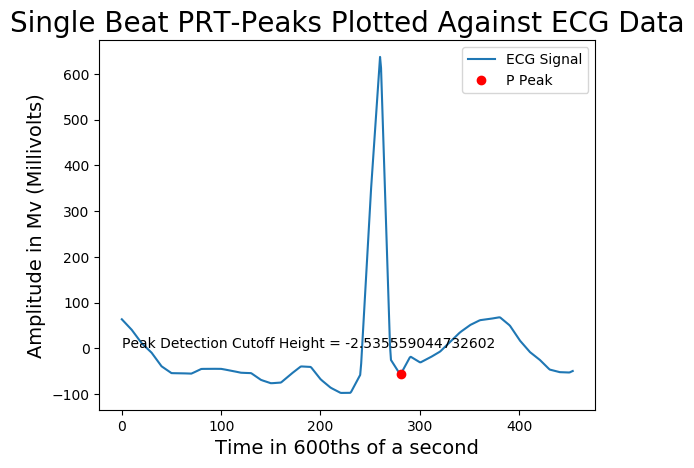 Single Beat PRT-Peaks Plotted Against ECG Data
ECG Signal
P Peak
600
500
400
300
200
100
0
−100
Amplitude in Mv (Millivolts)
Peak Detection Cutoff Height = -2.535559044732602
0 100 200 300 400
Time in 600ths of a second